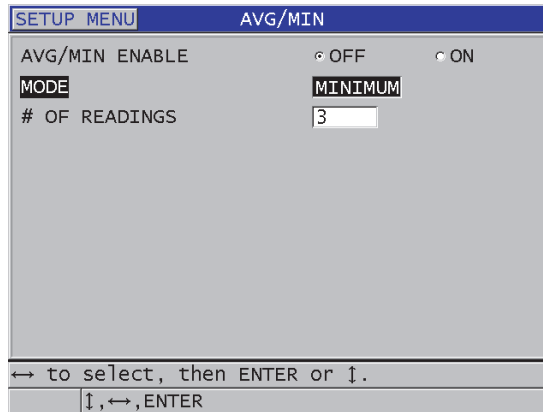 SETUP MENU AVG/MIN
AVG/MIN ENABLE OFF ON
MODE MINIMUM
# OF READINGS 3
↔ to select, then ENTER or ↕.
↕,↔,ENTER